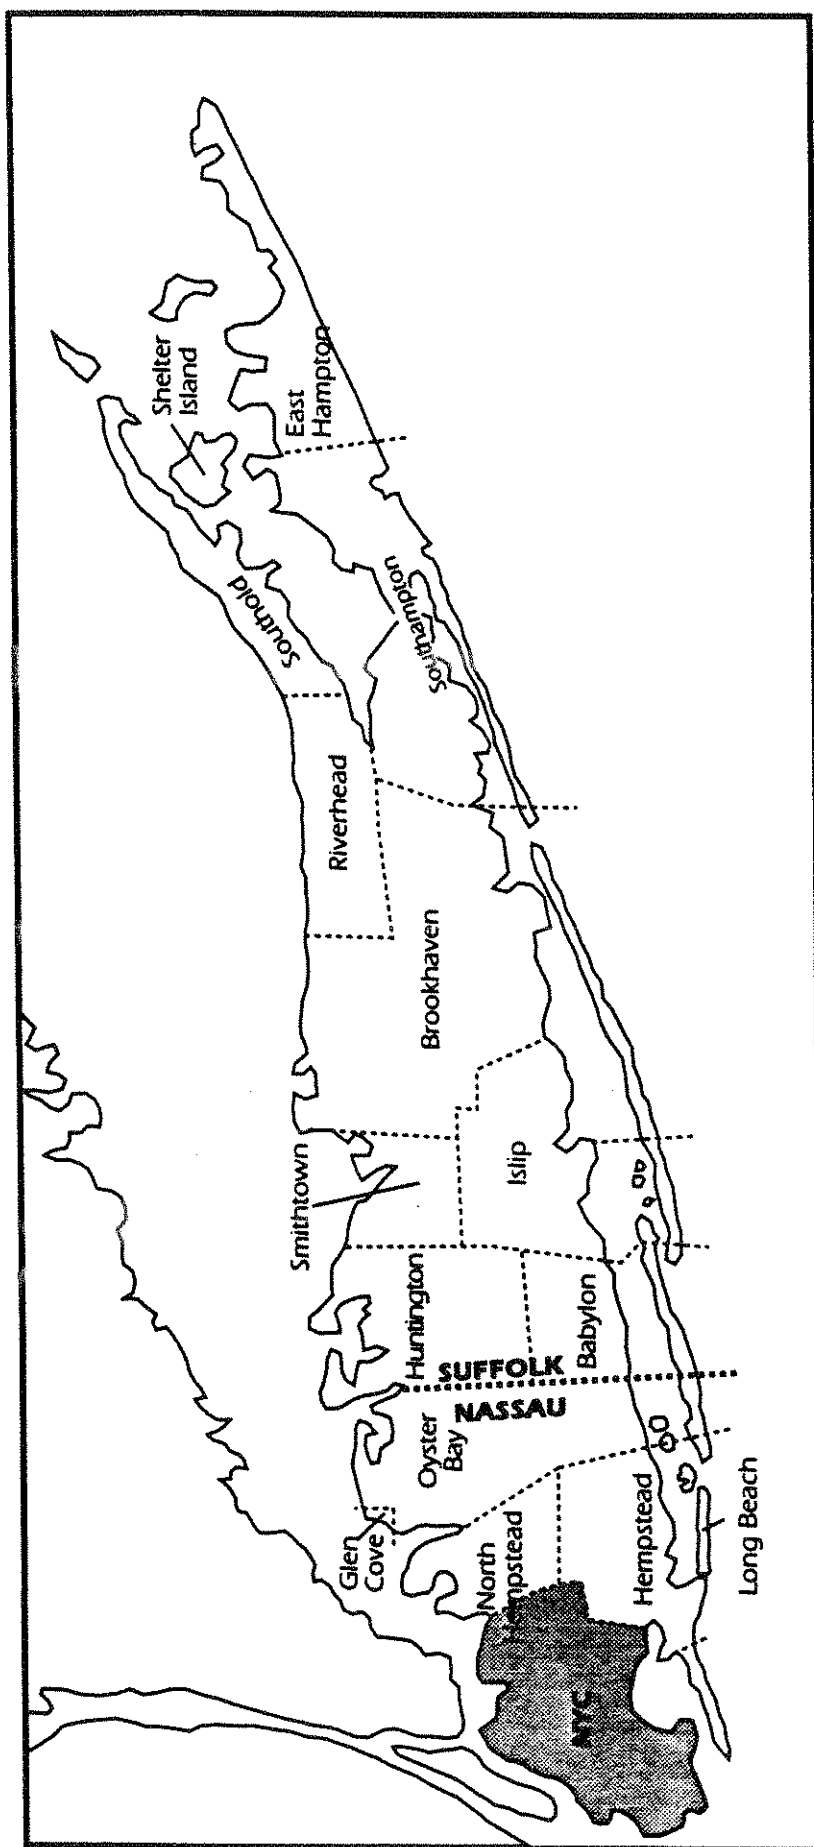 Shelter
Island
East
Hampton
Southold
Southampton
Riverhead
Brookhaven
Smithtown
Islip
Huntington
Babylon
SUFFOLK
NASSAU
Oyster
Bay
Glen
Cove
North
Hempstead
Hempstead
Long Beach
NYC